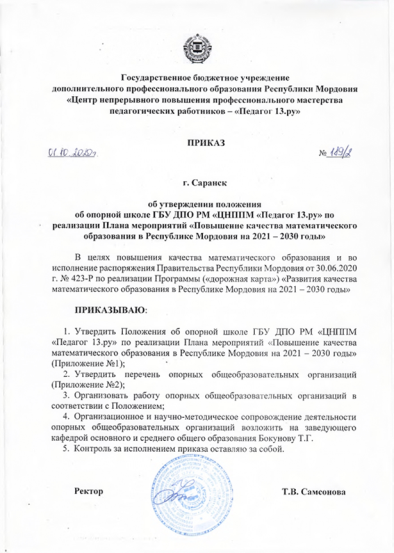 Государственное бюджетное учреждение
дополнительного профессионального образования Республики Мордовия
«Центр непрерывного повышения профессионального мастерства
педагогических работников – «Педагог 13.ру»
ПРИКАЗ
01.10.2020г
№ 189/2
г. Саранск
об утверждении положения
об опорной школе ГБУ ДПО РМ «ЦНППМ «Педагог 13.ру» по
реализации Плана мероприятий «Повышение качества математического
образования в Республике Мордовия на 2021 – 2030 годы»
В целях повышения качества математического образования и во
исполнение распоряжения Правительства Республики Мордовия от 30.06.2020
г. № 423-Р по реализации Программы («дорожная карта») «Развития качества
математического образования в Республике Мордовия на 2021 – 2030 годы»
ПРИКАЗЫВАЮ:
1. Утвердить Положения об опорной школе ГБУ ДПО РМ «ЦНППМ
«Педагог 13.ру» по реализации Плана мероприятий «Повышение качества
математического образования в Республике Мордовия на 2021 – 2030 годы»
(Приложение №1);
2. Утвердить перечень опорных общеобразовательных организаций
(Приложение №2);
3. Организовать работу опорных общеобразовательных организаций в
соответствии с Положением;
4. Организационное и научно-методическое сопровождение деятельности
опорных общеобразовательных организаций возложить на заведующего
кафедрой основного и среднего общего образования Бокунову Т.Г.
5. Контроль за исполнением приказа оставляю за собой.
Ректор
Т.В. Самсонова